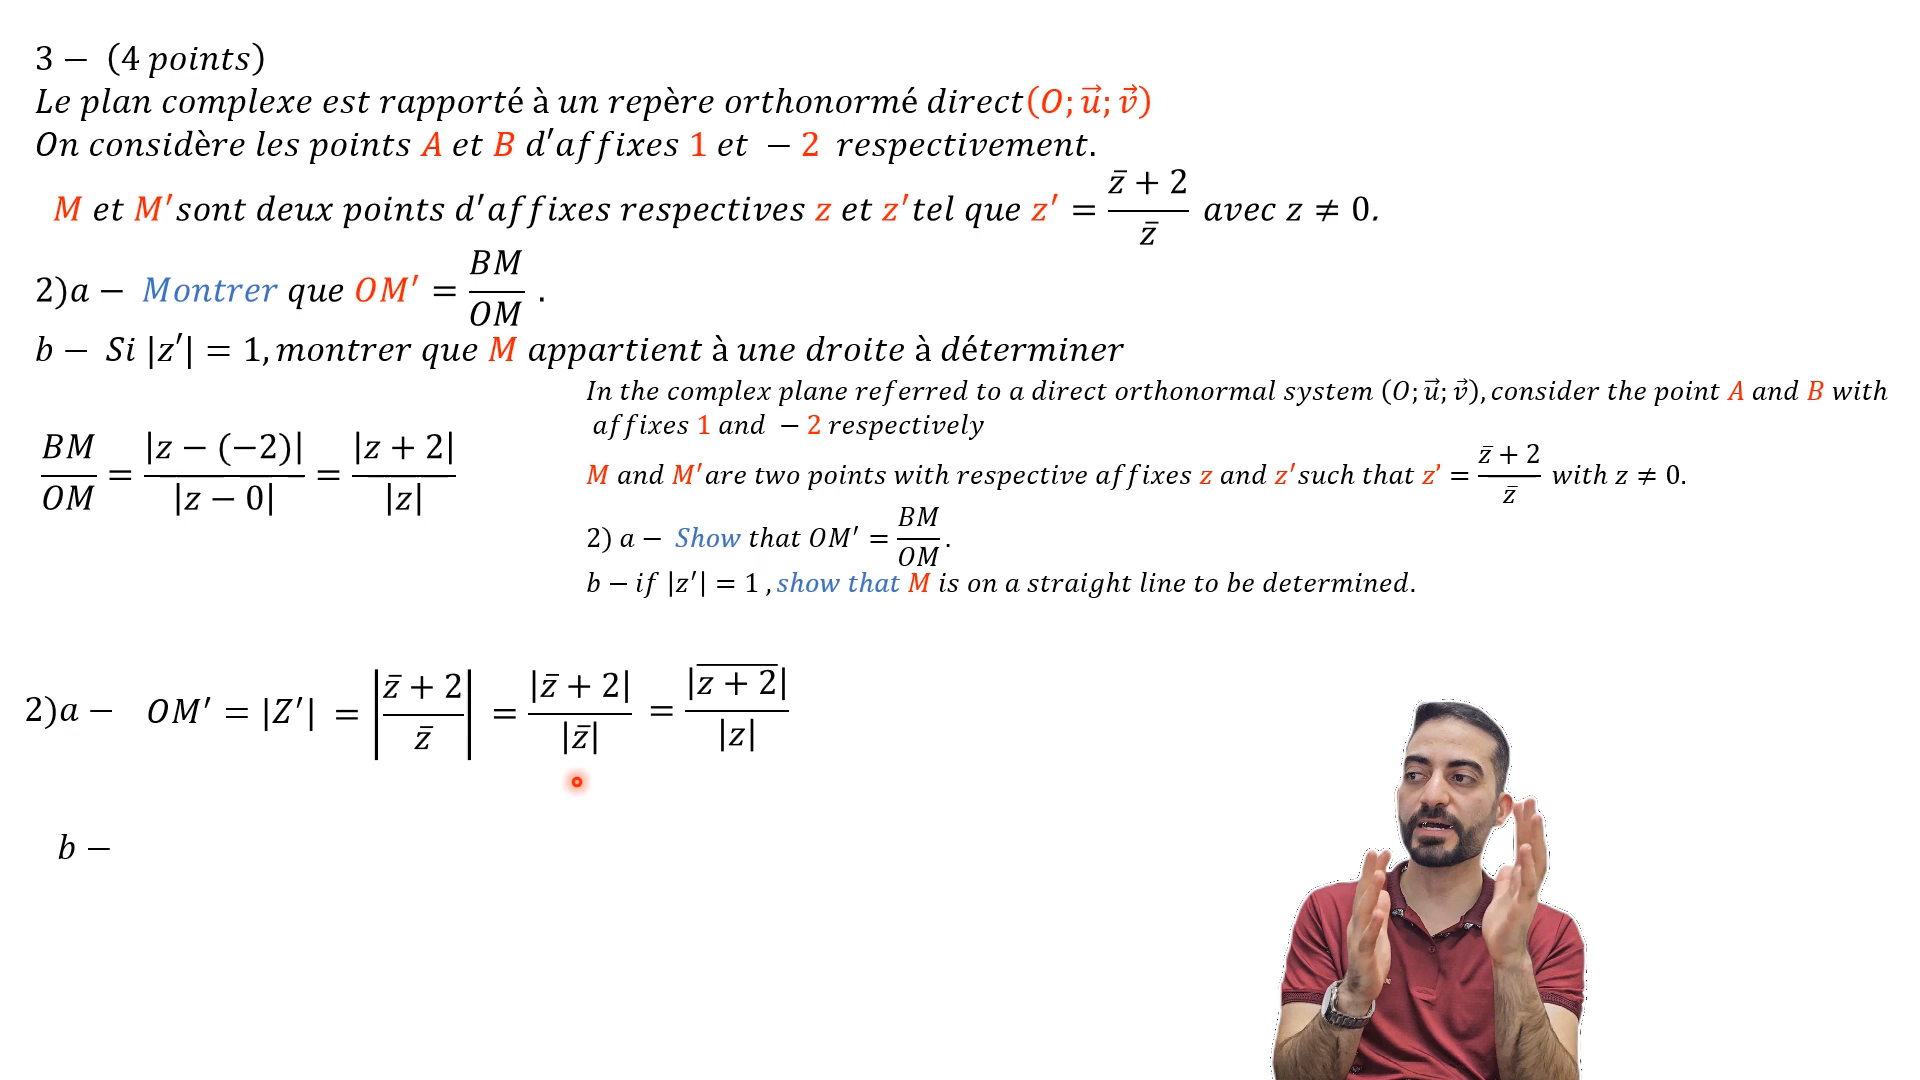 3 − (4 points)
Le plan complexe est rapporté à un repère orthonormé direct(O; u⃗; v⃗)
On considère les points A et B d′affixes 1 et − 2 respectivement.
M et M′sont deux points d′affixes respectives z et z′tel que z′ = (z̄ + 2)/z̄ avec z ≠ 0.
2)a − Montrer que OM′ = BM/OM .
b − Si |z′| = 1, montrer que M appartient à une droite à déterminer
In the complex plane referred to a direct orthonormal system (O; u⃗; v⃗), consider the point A and B with
affixes 1 and − 2 respectively
M and M′are two points with respective affixes z and z′such that z' = (z̄ + 2)/z̄ with z ≠ 0.
2) a − Show that OM′ = BM/OM.
b − if |z′| = 1 , show that M is on a straight line to be determined.
BM/OM = |z − (−2)|/|z − 0| = |z + 2|/|z|
2)a − OM′ = |Z′| = |(z̄ + 2)/z̄| = |z̄ + 2|/|z̄| = |z̅ ̅+̅ ̅2̅|/|z|
b −